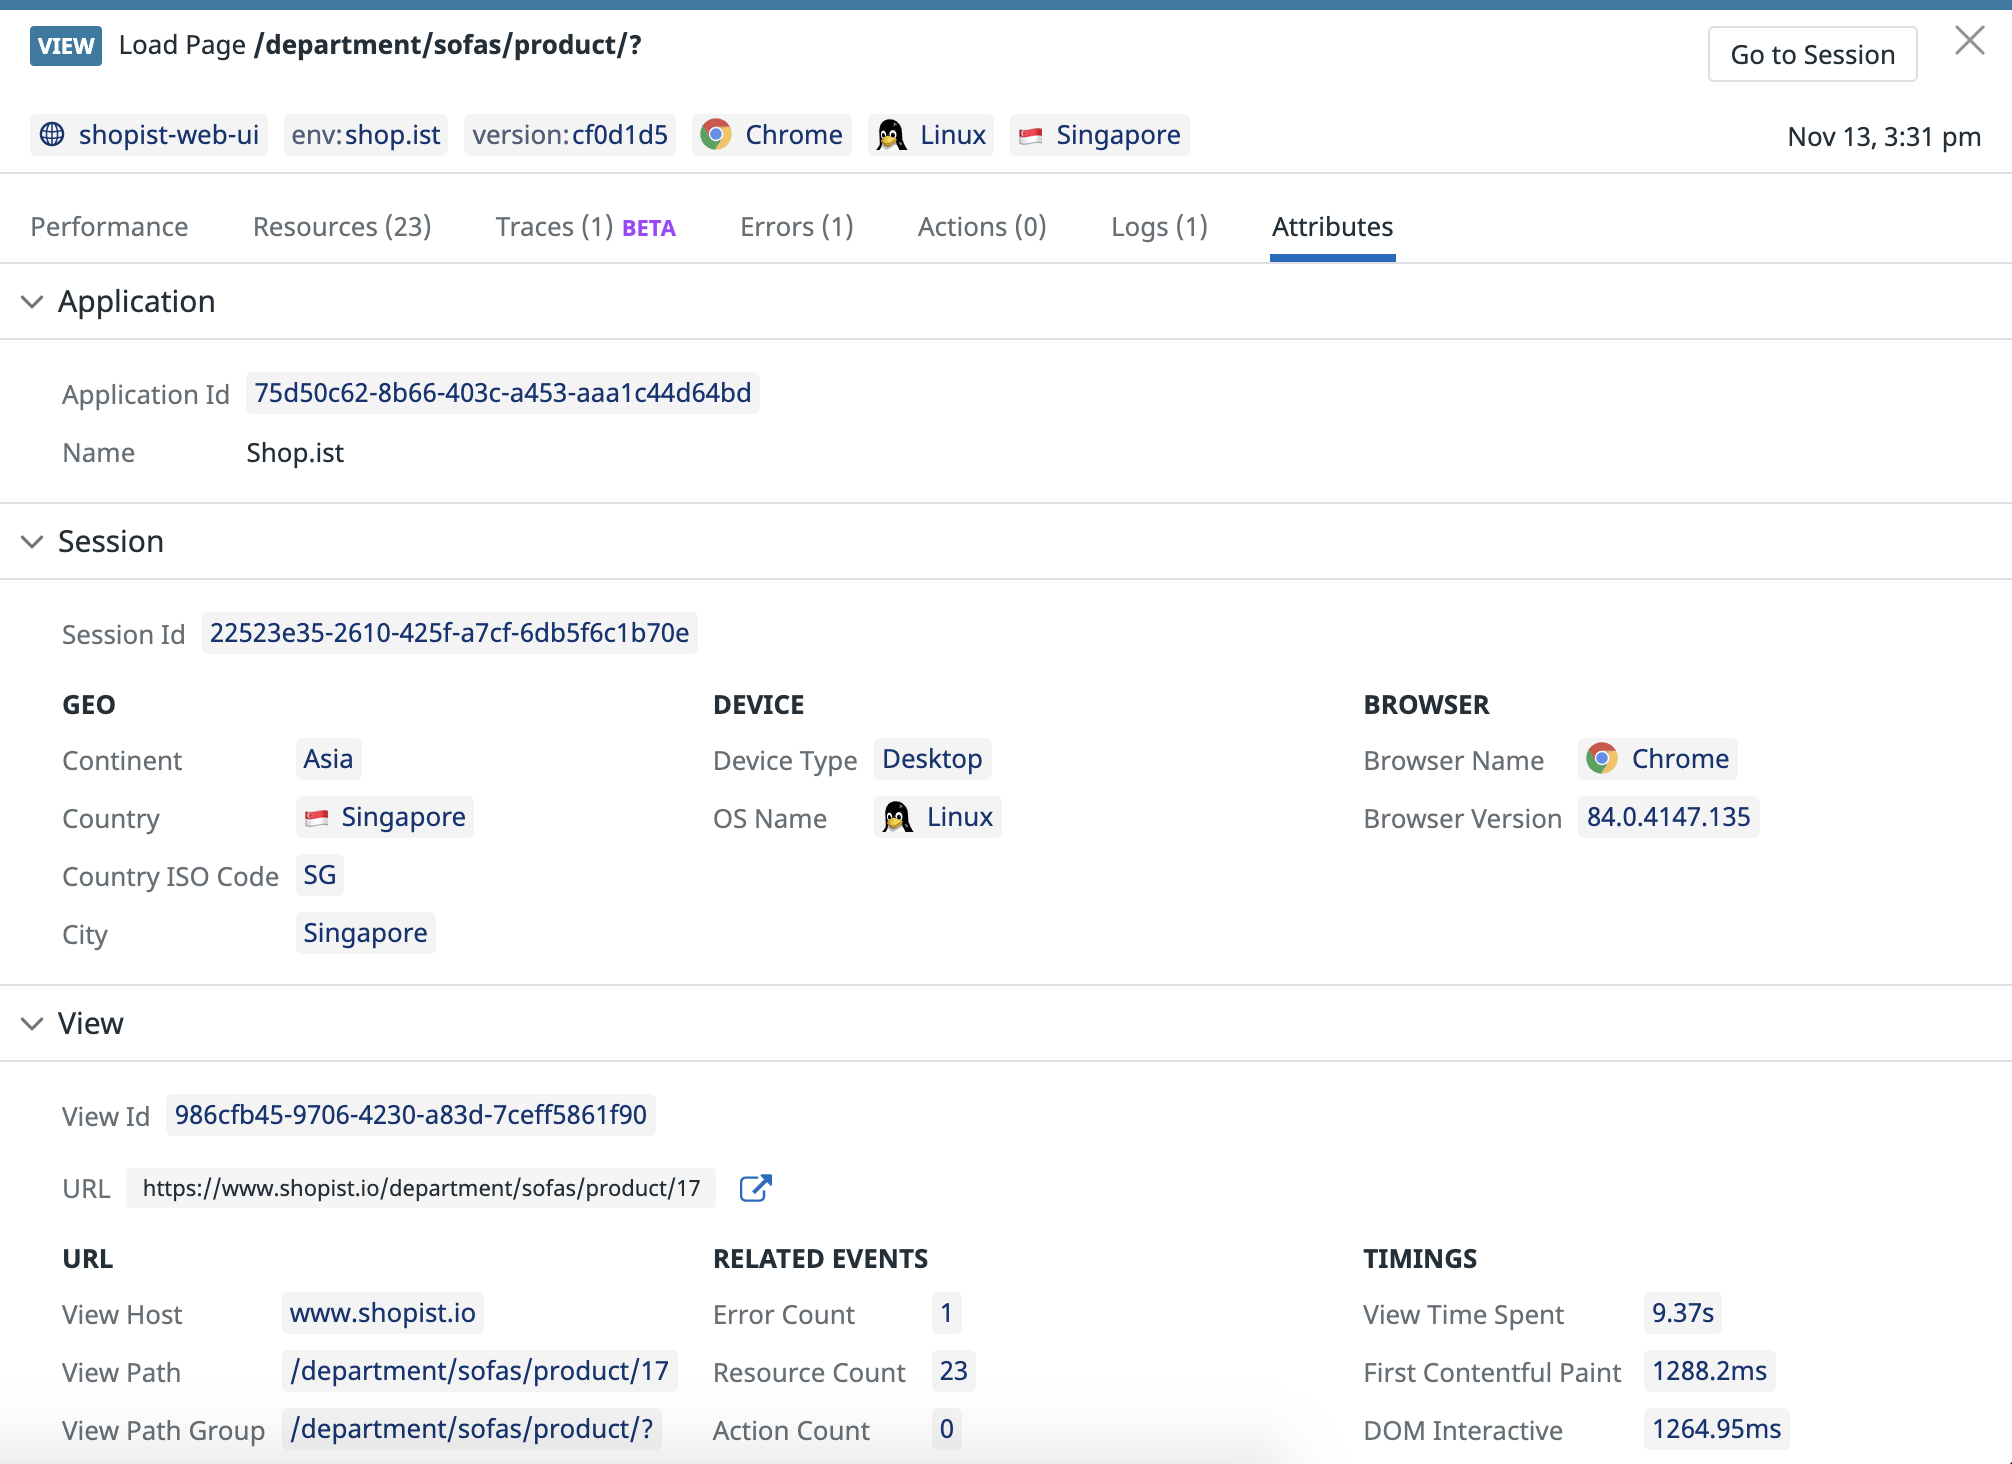 VIEW Load Page /department/sofas/product/?
Go to Session
shopist-web-ui env:shop.ist version:cf0d1d5 Chrome Linux Singapore Nov 13, 3:31 pm
Performance Resources (23) Traces (1) BETA Errors (1) Actions (0) Logs (1) Attributes
Application
Application Id 75d50c62-8b66-403c-a453-aaa1c44d64bd
Name Shop.ist
Session
Session Id 22523e35-2610-425f-a7cf-6db5f6c1b70e
GEO
Continent Asia
Country Singapore
Country ISO Code SG
City Singapore
DEVICE
Device Type Desktop
OS Name Linux
BROWSER
Browser Name Chrome
Browser Version 84.0.4147.135
View
View Id 986cfb45-9706-4230-a83d-7ceff5861f90
URL https://www.shopist.io/department/sofas/product/17
URL
View Host www.shopist.io
View Path /department/sofas/product/17
View Path Group /department/sofas/product/?
RELATED EVENTS
Error Count 1
Resource Count 23
Action Count 0
TIMINGS
View Time Spent 9.37s
First Contentful Paint 1288.2ms
DOM Interactive 1264.95ms